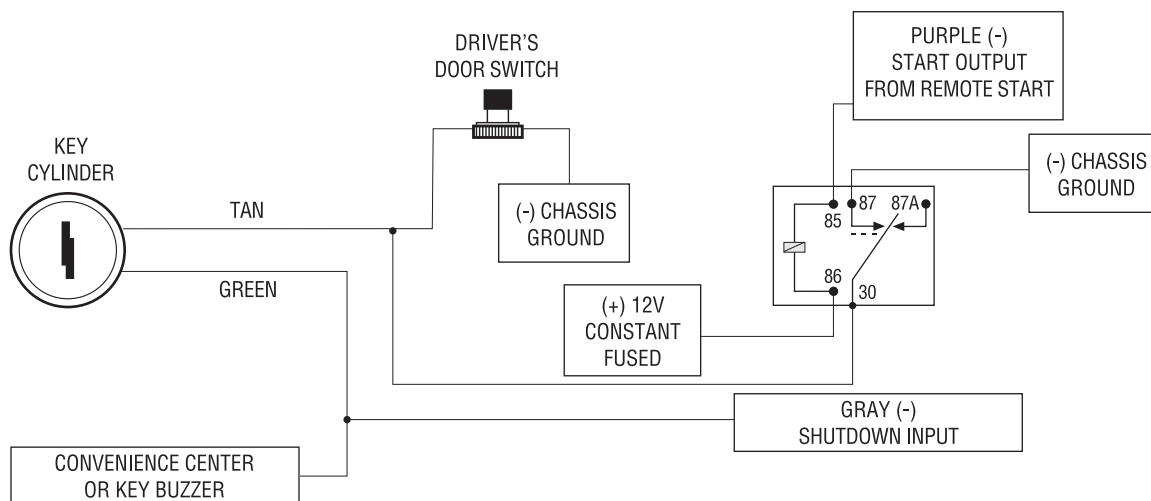 PURPLE (-)
START OUTPUT
FROM REMOTE START
DRIVER'S
DOOR SWITCH
KEY
CYLINDER
(-) CHASSIS
GROUND
TAN
(-) CHASSIS
GROUND
87
87A
85
86
30
GREEN
(+) 12V
CONSTANT
FUSED
GRAY (-)
SHUTDOWN INPUT
CONVENIENCE CENTER
OR KEY BUZZER